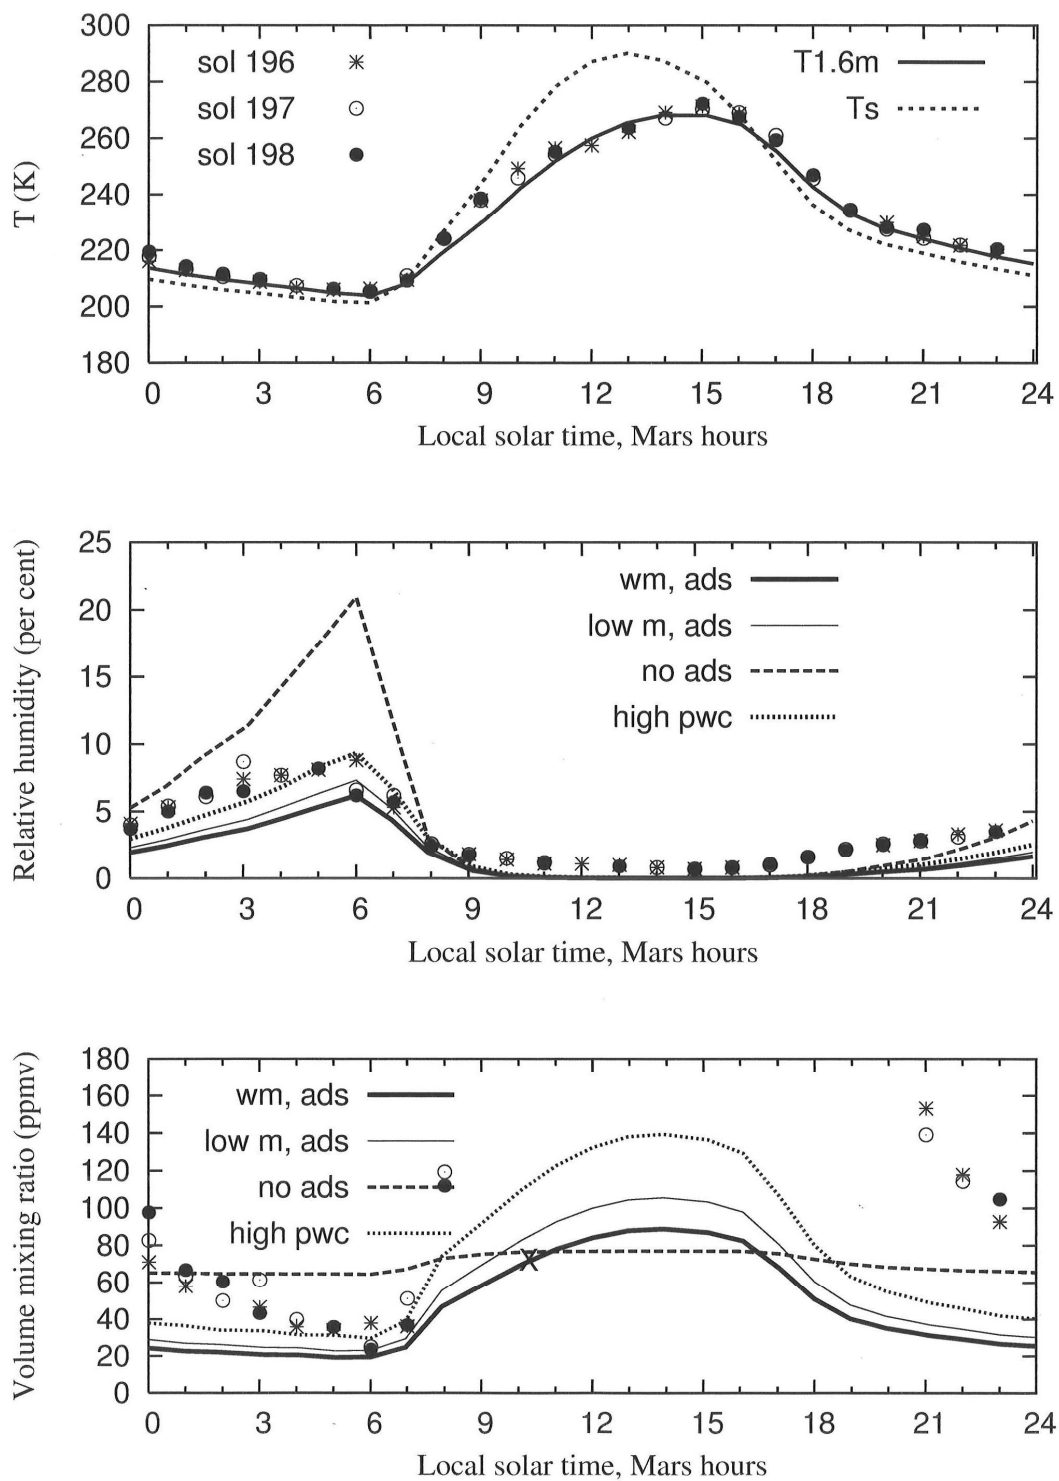 T (K)
300
280
260
240
220
200
180
sol 196
sol 197
sol 198
T1.6m
Ts
0 3 6 9 12 15 18 21 24
Local solar time, Mars hours
Relative humidity (per cent)
25
20
15
10
5
0
wm, ads
low m, ads
no ads
high pwc
0 3 6 9 12 15 18 21 24
Local solar time, Mars hours
Volume mixing ratio (ppmv)
180
160
140
120
100
80
60
40
20
0
wm, ads
low m, ads
no ads
high pwc
X
0 3 6 9 12 15 18 21 24
Local solar time, Mars hours